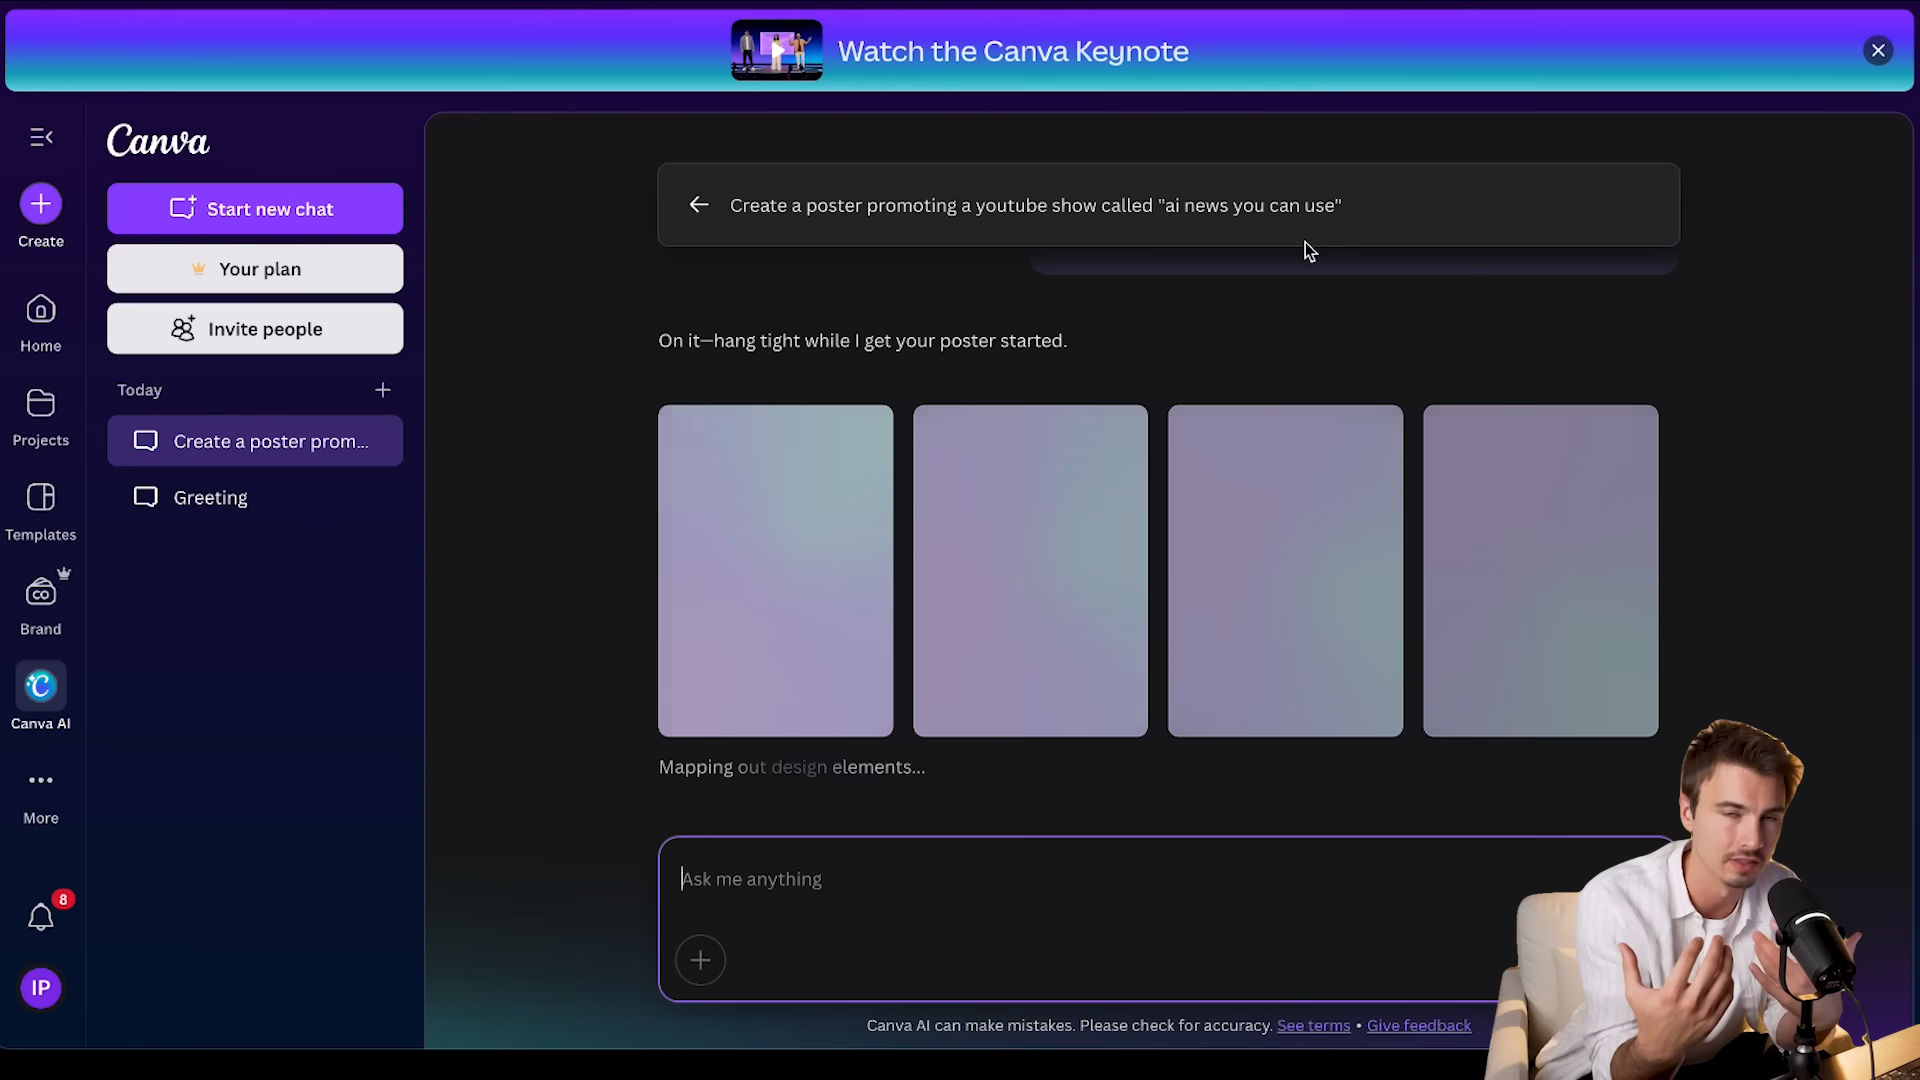 Watch the Canva Keynote
Canva
Start new chat
Your plan
Invite people
Today
Create a poster prom...
Greeting
Create
Home
Projects
Templates
CO
Brand
C
Canva AI
More
8
IP
Create a poster promoting a youtube show called "ai news you can use"
On it—hang tight while I get your poster started.
Mapping out design elements...
Ask me anything
Canva AI can make mistakes. Please check for accuracy. See terms • Give feedback